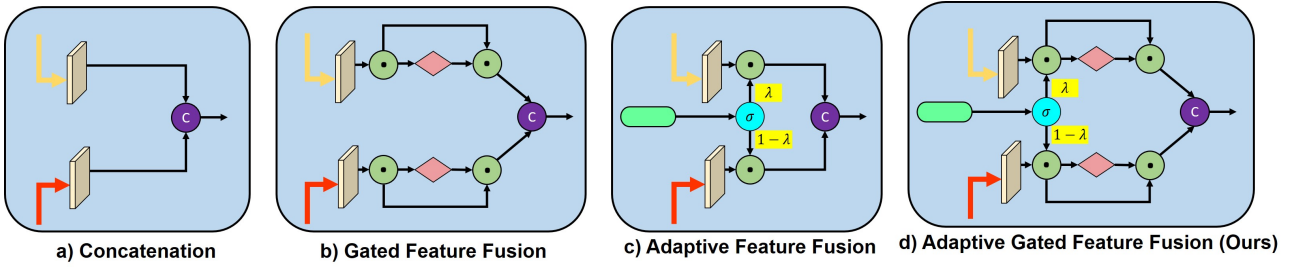 C
a) Concatenation
C
b) Gated Feature Fusion
λ
σ
1 − λ
C
c) Adaptive Feature Fusion
λ
σ
1 − λ
C
d) Adaptive Gated Feature Fusion (Ours)